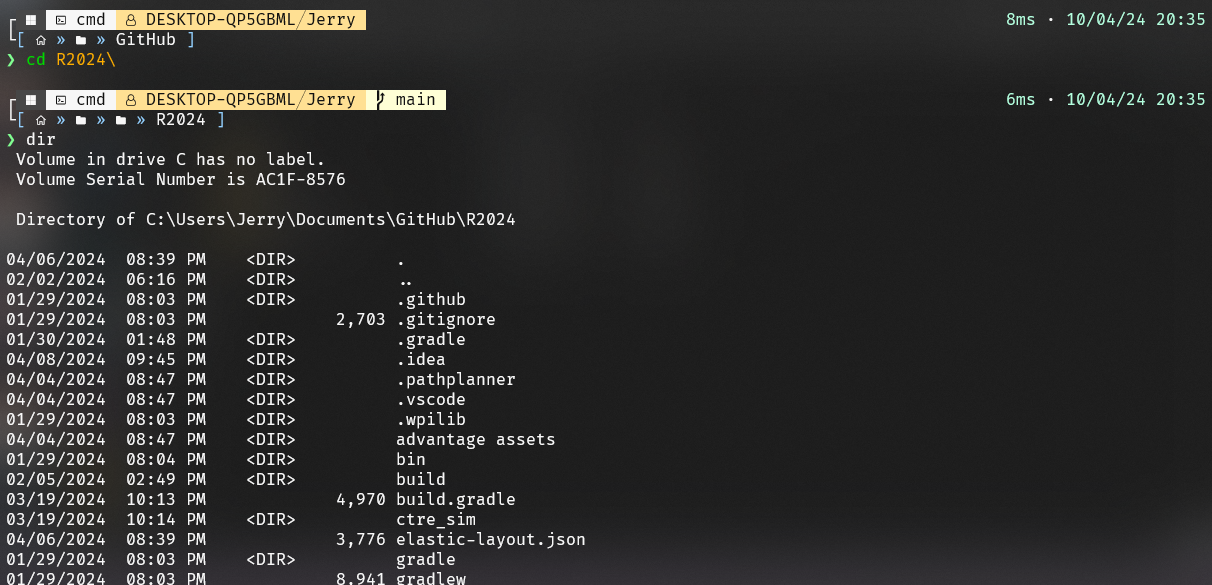 cmd DESKTOP-QP5GBML/Jerry 8ms · 10/04/24 20:35
[ » » GitHub ]
❯ cd R2024\
cmd DESKTOP-QP5GBML/Jerry main 6ms · 10/04/24 20:35
[ » » » R2024 ]
❯ dir
Volume in drive C has no label.
Volume Serial Number is AC1F-8576
Directory of C:\Users\Jerry\Documents\GitHub\R2024
04/06/2024 08:39 PM <DIR> .
02/02/2024 06:16 PM <DIR> ..
01/29/2024 08:03 PM <DIR> .github
01/29/2024 08:03 PM 2,703 .gitignore
01/30/2024 01:48 PM <DIR> .gradle
04/08/2024 09:45 PM <DIR> .idea
04/04/2024 08:47 PM <DIR> .pathplanner
04/04/2024 08:47 PM <DIR> .vscode
01/29/2024 08:03 PM <DIR> .wpilib
04/04/2024 08:47 PM <DIR> advantage assets
01/29/2024 08:04 PM <DIR> bin
02/05/2024 02:49 PM <DIR> build
03/19/2024 10:13 PM 4,970 build.gradle
03/19/2024 10:14 PM <DIR> ctre_sim
04/06/2024 08:39 PM 3,776 elastic-layout.json
01/29/2024 08:03 PM <DIR> gradle
01/29/2024 08:03 PM 8,941 gradlew